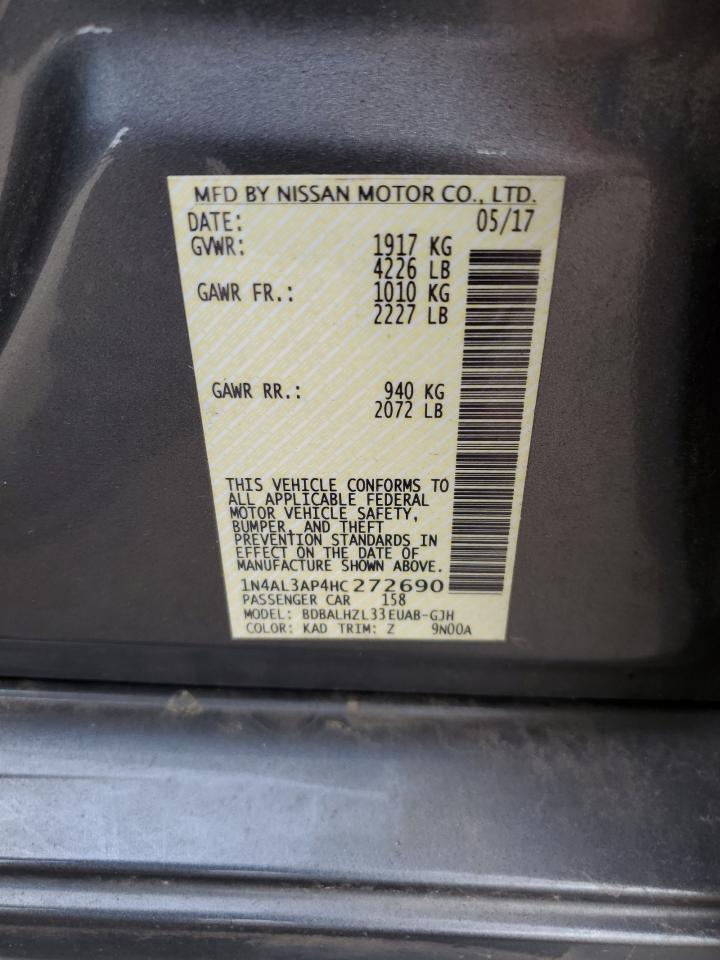 MFD BY NISSAN MOTOR CO., LTD.
DATE: 05/17
GVWR: 1917 KG
4226 LB
GAWR FR.: 1010 KG
2227 LB
GAWR RR.: 940 KG
2072 LB
THIS VEHICLE CONFORMS TO
ALL APPLICABLE FEDERAL
MOTOR VEHICLE SAFETY,
BUMPER, AND THEFT
PREVENTION STANDARDS IN
EFFECT ON THE DATE OF
MANUFACTURE SHOWN ABOVE.
1N4AL3AP4HC272690
PASSENGER CAR 158
MODEL: BDBALHZL33EUAB-GJH
COLOR: KAD TRIM: Z 9N00A